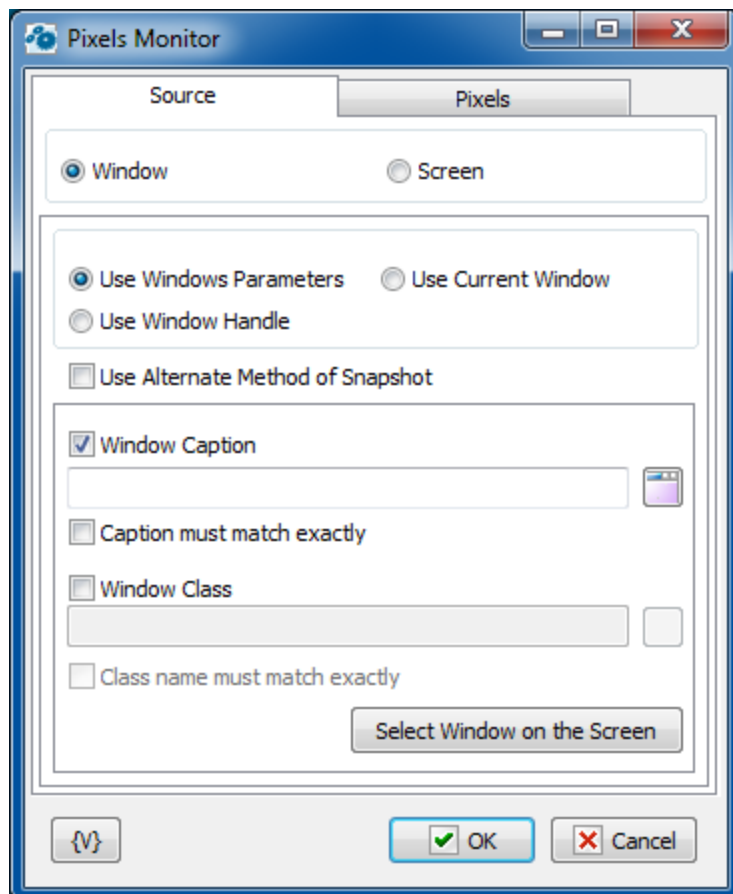 Pixels Monitor
Source Pixels
Window Screen
Use Windows Parameters Use Current Window
Use Window Handle
Use Alternate Method of Snapshot
Window Caption
Caption must match exactly
Window Class
Class name must match exactly
Select Window on the Screen
{V} OK Cancel